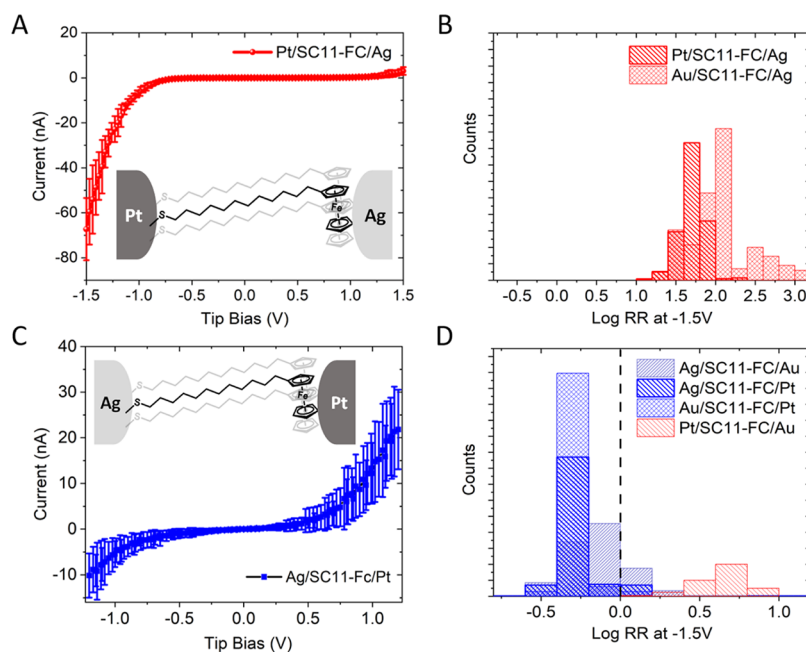 A
Current (nA)
20
0
-20
-40
-60
-80
Pt/SC11-FC/Ag
Pt
S
S
S
Fe
Ag
-1.5 -1.0 -0.5 0.0 0.5 1.0 1.5
Tip Bias (V)
B
Counts
Pt/SC11-FC/Ag
Au/SC11-FC/Ag
-0.5 0.0 0.5 1.0 1.5 2.0 2.5 3.0
Log RR at -1.5V
C
Current (nA)
40
30
20
10
0
-10
Ag
S
S
S
Fe
Pt
Ag/SC11-Fc/Pt
-1.0 -0.5 0.0 0.5 1.0
Tip Bias (V)
D
Counts
Ag/SC11-FC/Au
Ag/SC11-FC/Pt
Au/SC11-FC/Pt
Pt/SC11-FC/Au
-0.5 0.0 0.5 1.0
Log RR at -1.5V